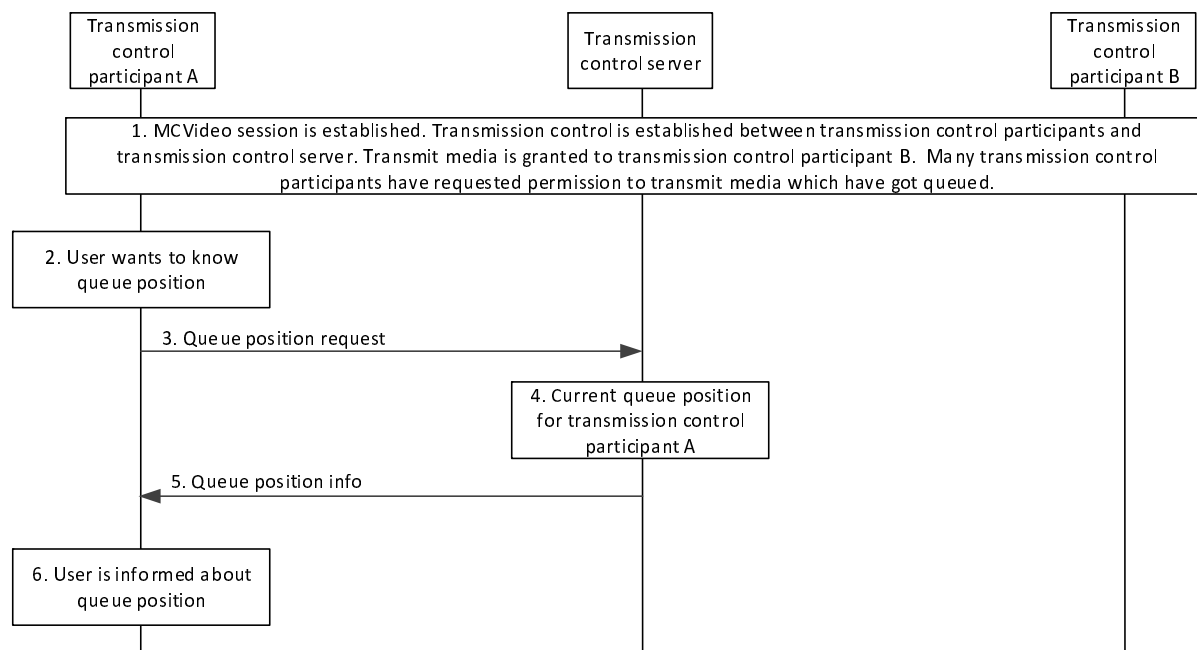 Transmission
control
participant A
Transmission
control server
Transmission
control
participant B
1. MCVideo session is established. Transmission control is established between transmission control participants and
transmission control server. Transmit media is granted to transmission control participant B. Many transmission control
participants have requested permission to transmit media which have got queued.
2. User wants to know
queue position
3. Queue position request
4. Current queue position
for transmission control
participant A
5. Queue position info
6. User is informed about
queue position